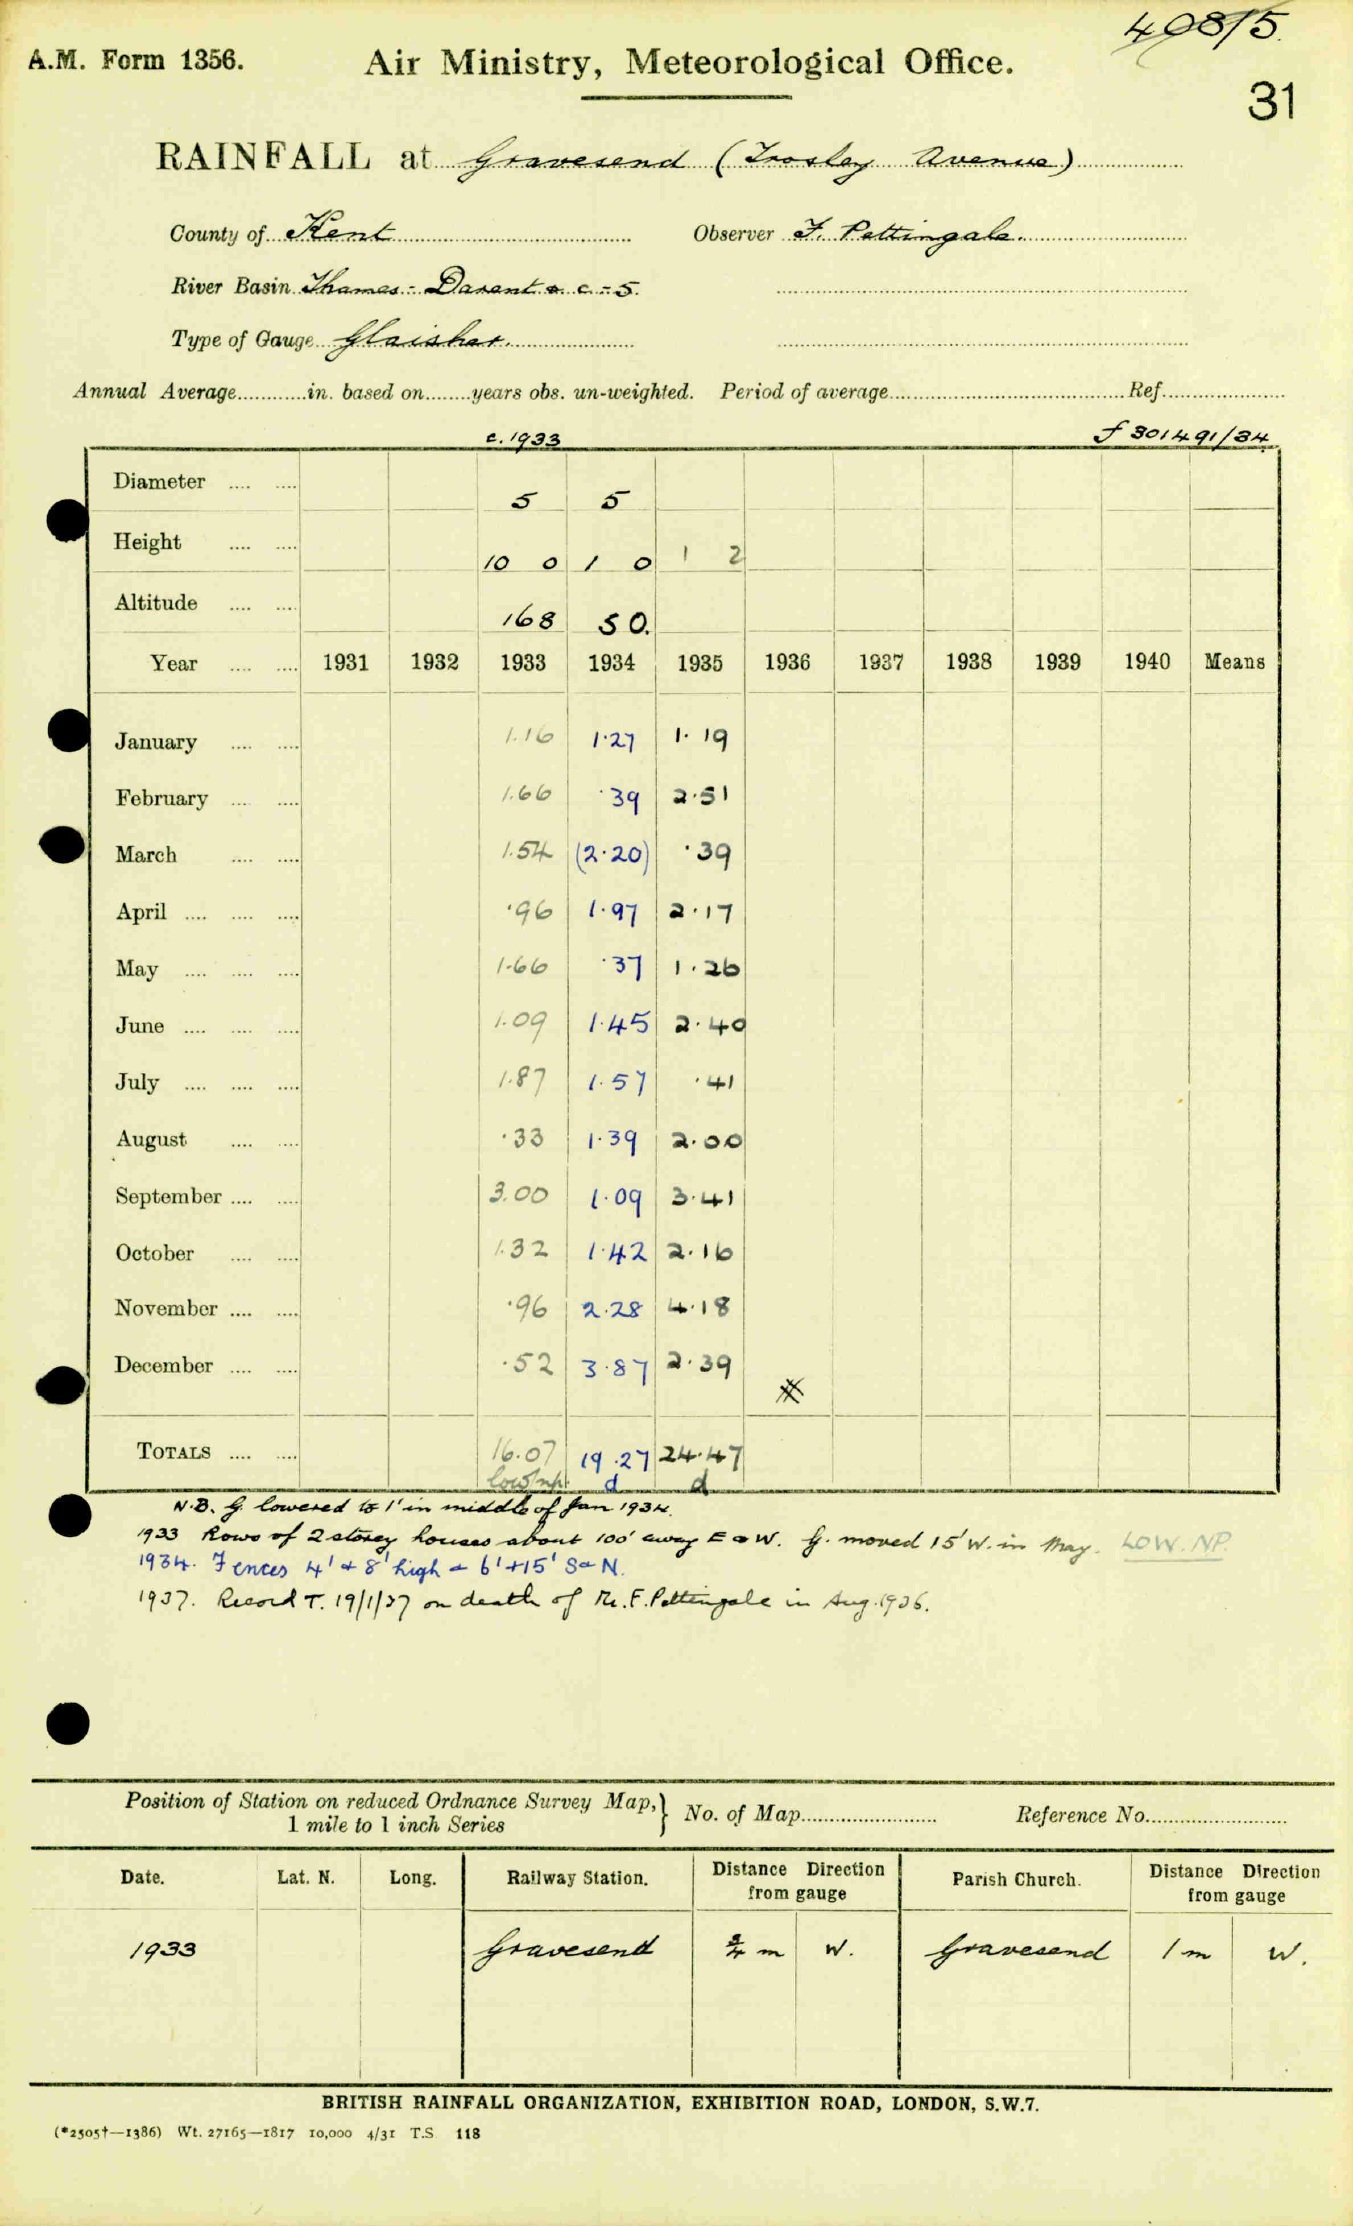 408/5.
A.M. Form 1356. Air Ministry, Meteorological Office.
31
RAINFALL at Gravesend (Trosley Avenue)
County of Kent Observer F. Pettingale.
River Basin Thames:- Darent & c - 5.
Type of Gauge Glaisher.
Annual Average............in. based on........years obs. un-weighted. Period of average............ Ref............
c. 1933 f 301491/34
Diameter .... .... 5 5
Height .... .... 10 0 1 0 1 2
Altitude .... .... 168 50.
Year .... .... 1931 1932 1933 1934 1935 1936 1937 1938 1939 1940 Means
January .... .... 1.16 1.27 1.19
February .... .... 1.66 .39 2.51
March .... .... 1.54 (2.20) .39
April .... .... .... .96 1.97 2.17
May .... .... .... 1.66 .37 1.26
June .... .... .... 1.09 1.45 2.40
July .... .... .... 1.87 1.57 .41
August .... .... .33 1.39 2.00
September .... .... 3.00 1.09 3.41
October .... .... 1.32 1.42 2.16
November .... .... .96 2.28 4.18
December .... .... .52 3.87 2.39
TOTALS .... .... 16.07 19.27 24.47
low/np. d d
N.B. G. lowered to 1' in middle of Jan 1934.
1933 Rows of 2 storey houses about 100' away E & W. G. moved 15' W. in May. LOW. NP.
1934. Fences 4' & 8' high & 6' + 15' S & N.
1937. Record T. 19/1/37 on death of Mr. F. Pettingale in Aug. 1936.
Position of Station on reduced Ordnance Survey Map, } No. of Map............ Reference No............
1 mile to 1 inch Series
Date. Lat. N. Long. Railway Station. Distance Direction from gauge Parish Church. Distance Direction from gauge
1933 Gravesend ¾ m W. Gravesend 1 m W.
BRITISH RAINFALL ORGANIZATION, EXHIBITION ROAD, LONDON, S.W.7.
(*2505†—1386) Wt. 27165—1817 10,000 4/31 T.S. 118